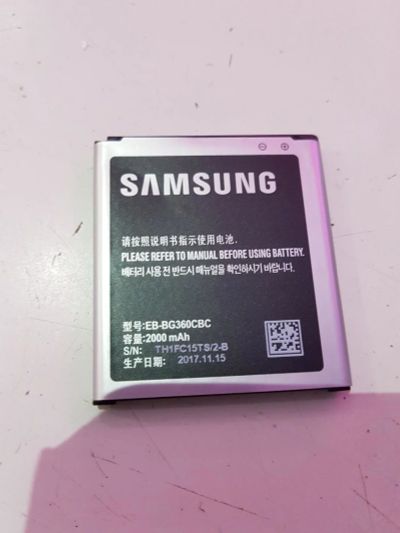 SAMSUNG
请按照说明书指示使用电池.
PLEASE REFER TO MANUAL BEFORE USING BATTERY.
배터리 사용 전 반드시 매뉴얼을 확인하시기 바랍니다.
型号:EB-BG360CBC
容量:2000 mAh
S/N: TH1FC15TS/2-B
生产日期: 2017.11.15